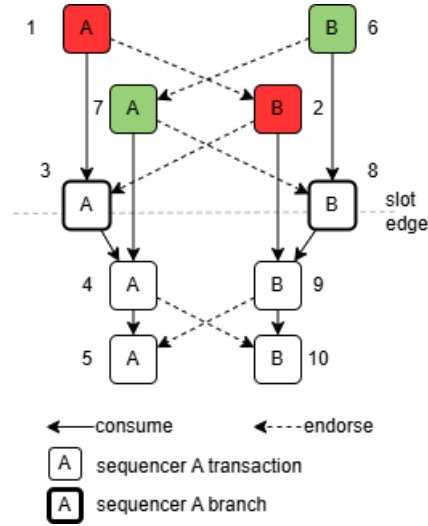 1 A B 6
7 A B 2
3 A B 8
slot
edge
4 A B 9
5 A B 10
consume endorse
A sequencer A transaction
A sequencer A branch